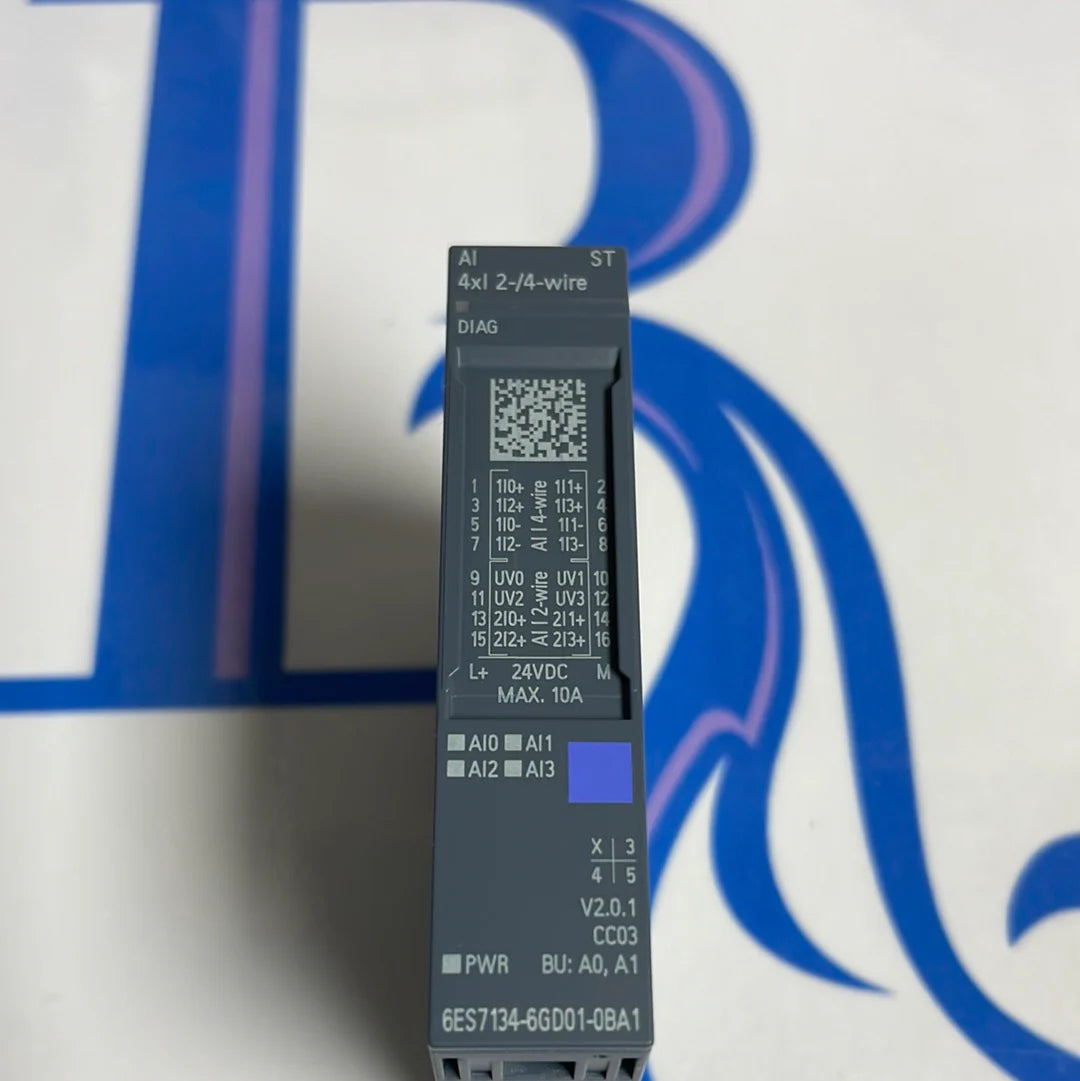 AI ST
4xI 2-/4-wire
DIAG
1 1I0+ 1I1+ 2
3 1I2+ 1I3+ 4
5 1I0- 1I1- 6
7 1I2- 1I3- 8
AI I 4-wire
9 UV0 UV1 10
11 UV2 UV3 12
13 2I0+ 2I1+ 14
15 2I2+ 2I3+ 16
AI I 2-wire
L+ 24VDC M
MAX. 10A
AI0 AI1
AI2 AI3
X 3
4 5
V2.0.1
CC03
PWR BU: A0, A1
6ES7134-6GD01-0BA1